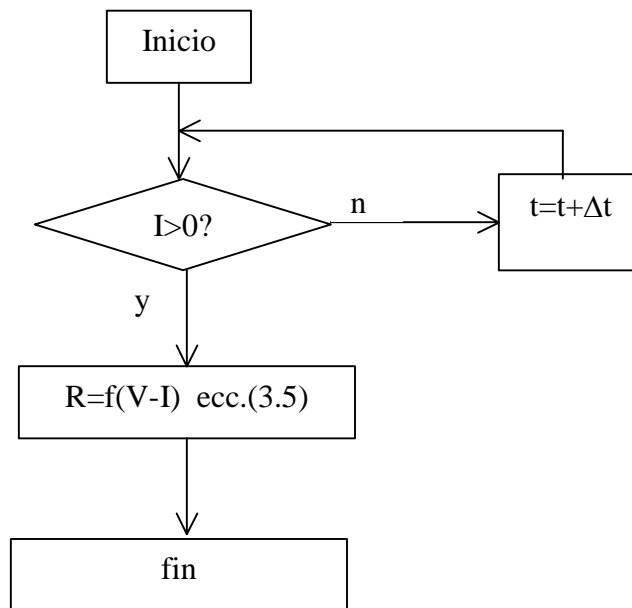 Inicio
I>0?
n
t=t+Δt
y
R=f(V-I) ecc.(3.5)
fin